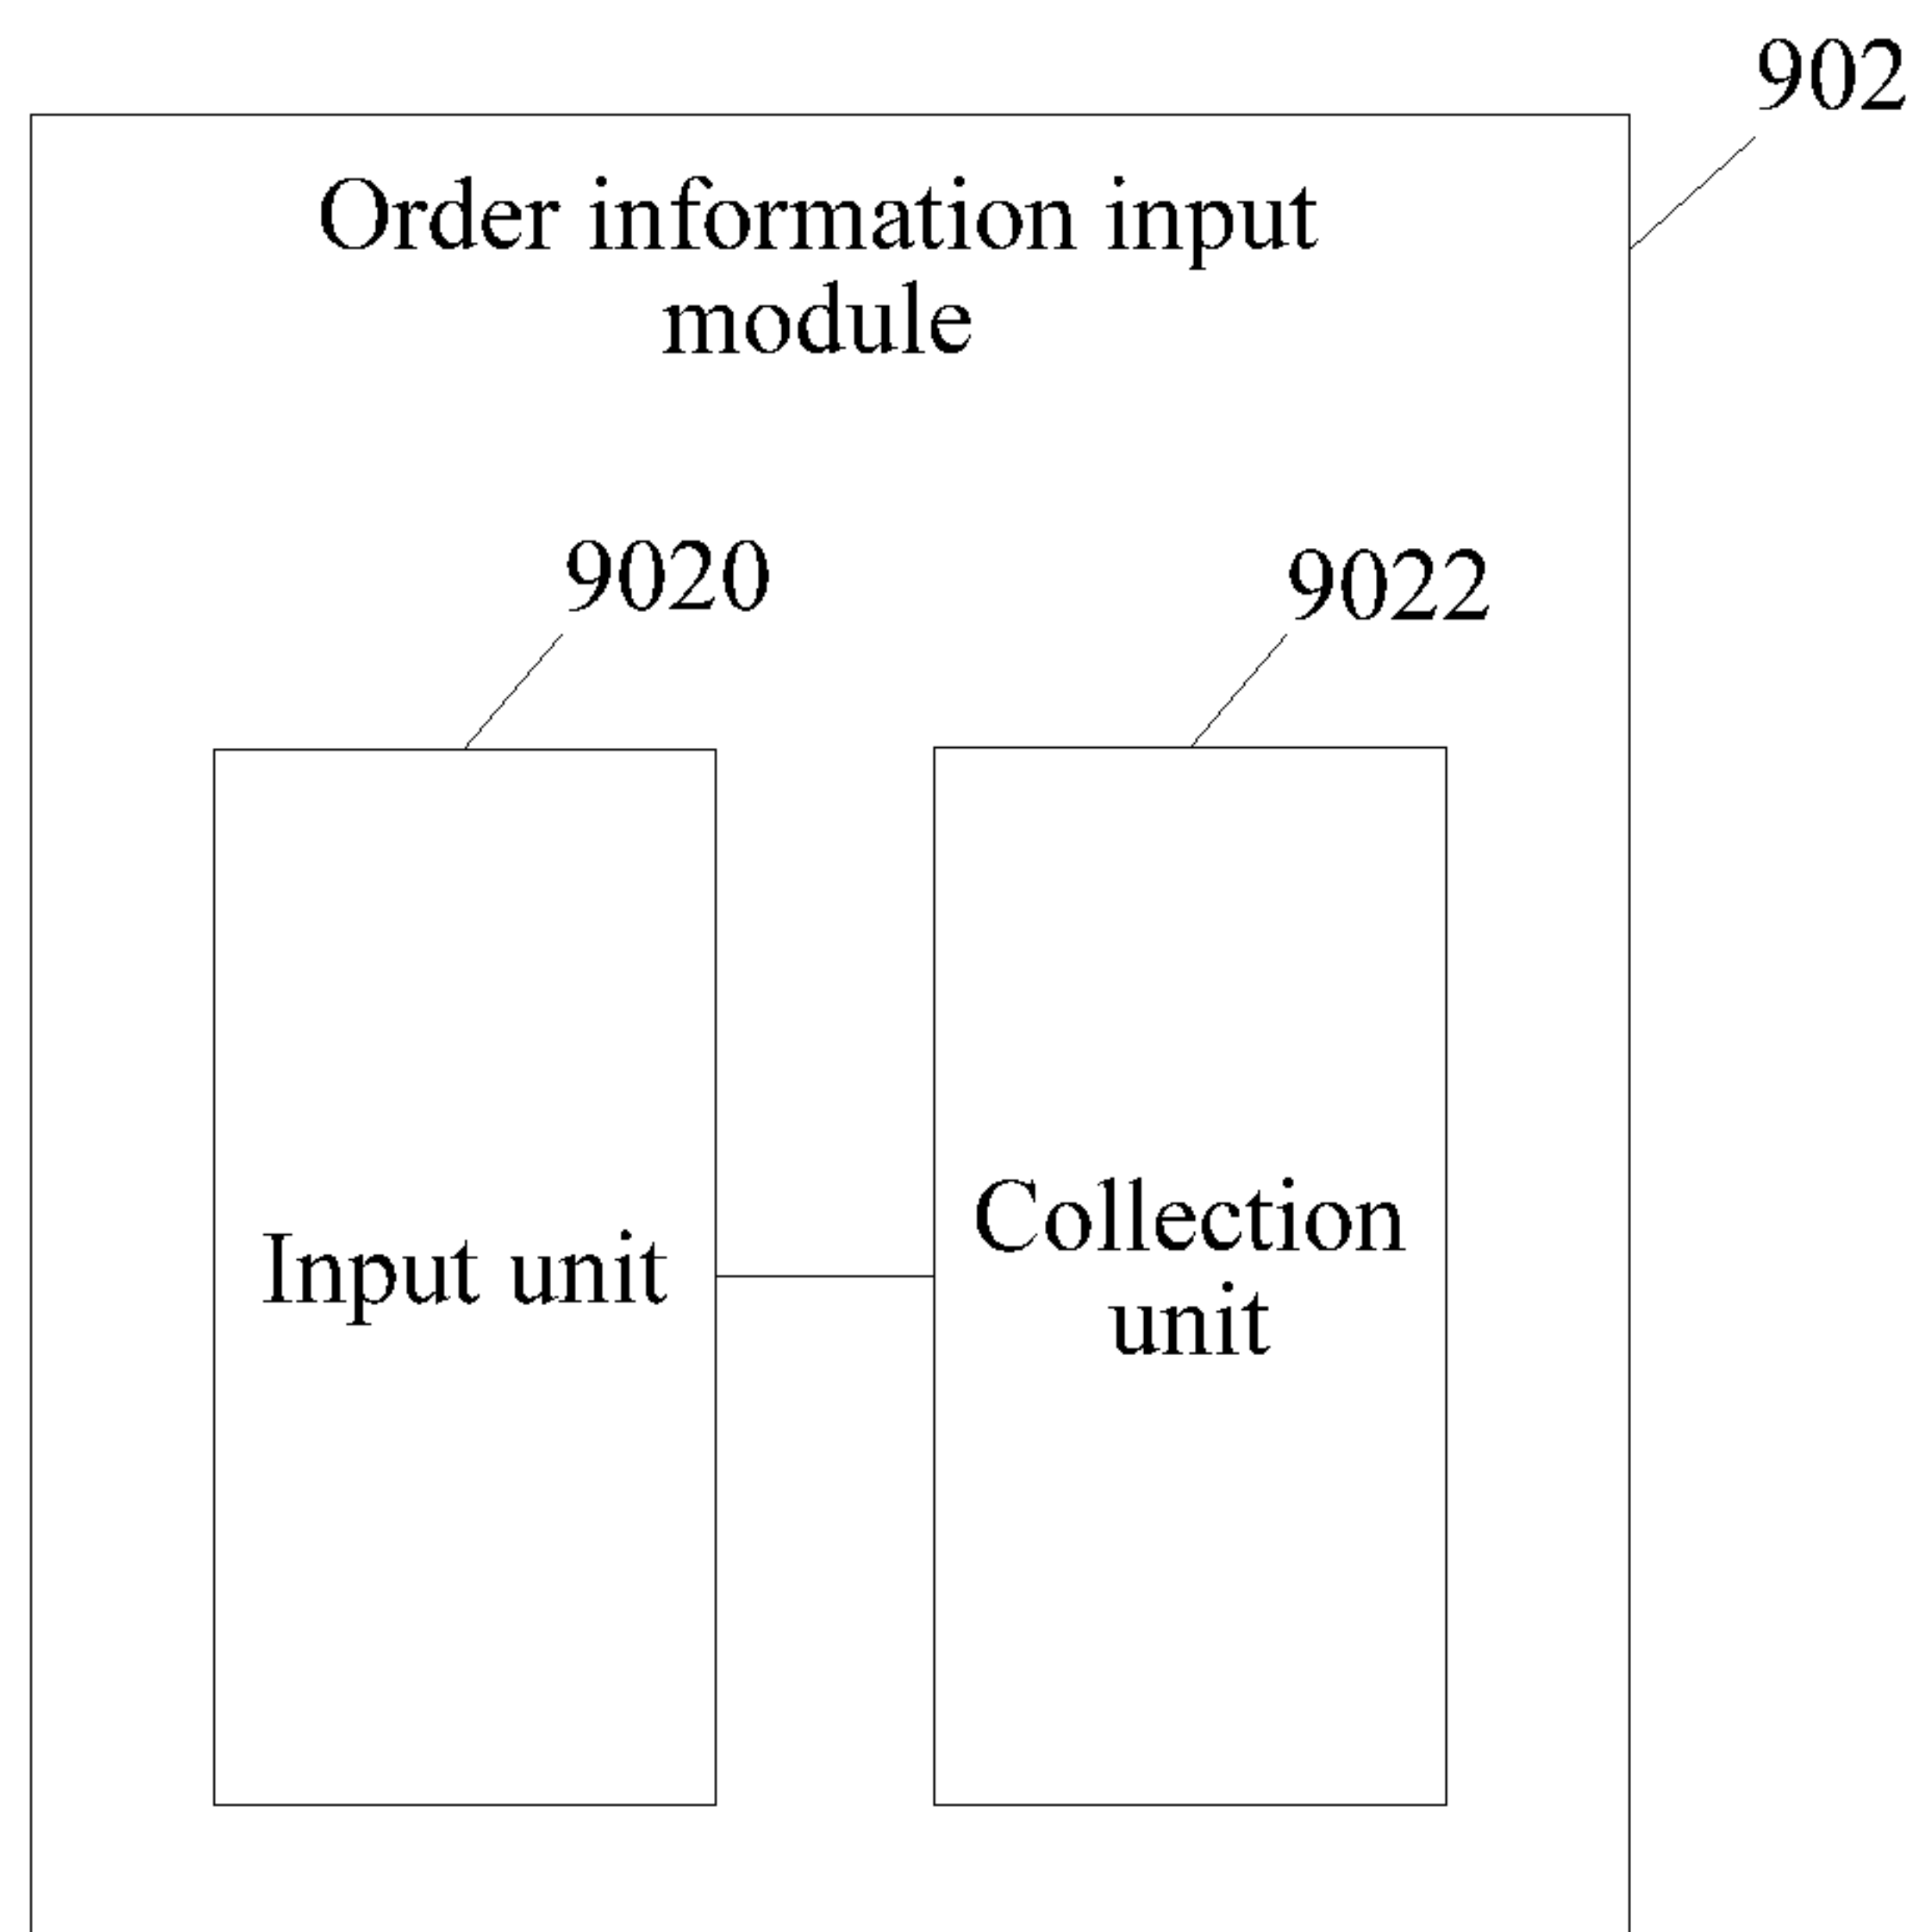 902
Order information input
module
9020
9022
Input unit
Collection
unit